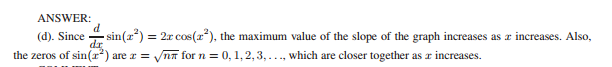 ANSWER:
(d). Since d/dx sin(x²) = 2x cos(x²), the maximum value of the slope of the graph increases as x increases. Also,
the zeros of sin(x²) are x = √nπ for n = 0, 1, 2, 3, . . ., which are closer together as x increases.